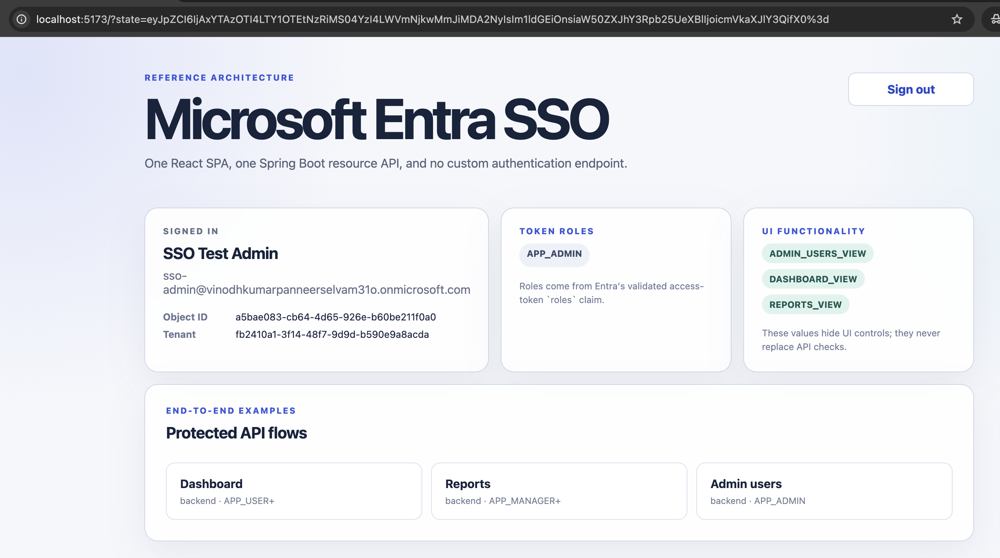 localhost:5173/?state=eyJpZCI6IjAxYTAzOTI4LTY1OTEtNzRiMS04YzI4LWVmNjkwMmJiMDA2NyIsIm1ldGEiOnsiaW50ZXJhY3Rpb25UeXBlIjoicmVkaXJlY3QifX0%3d
REFERENCE ARCHITECTURE
Sign out
Microsoft Entra SSO
One React SPA, one Spring Boot resource API, and no custom authentication endpoint.
SIGNED IN
SSO Test Admin
sso-
admin@vinodhkumarpanneerselvam31o.onmicrosoft.com
Object ID a5bae083-cb64-4d65-926e-b60be211f0a0
Tenant fb2410a1-3f14-48f7-9d9d-b590e9a8acda
TOKEN ROLES
APP_ADMIN
Roles come from Entra's validated access-
token `roles` claim.
UI FUNCTIONALITY
ADMIN_USERS_VIEW
DASHBOARD_VIEW
REPORTS_VIEW
These values hide UI controls; they never
replace API checks.
END-TO-END EXAMPLES
Protected API flows
Dashboard
backend · APP_USER+
Reports
backend · APP_MANAGER+
Admin users
backend · APP_ADMIN